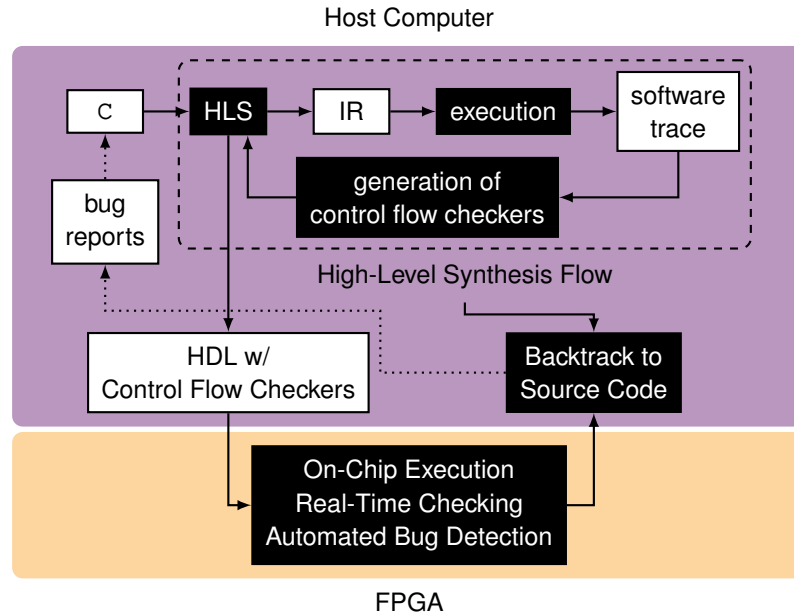 Host Computer
C
HLS
IR
execution
software
trace
generation of
control flow checkers
bug
reports
High-Level Synthesis Flow
HDL w/
Control Flow Checkers
Backtrack to
Source Code
On-Chip Execution
Real-Time Checking
Automated Bug Detection
FPGA